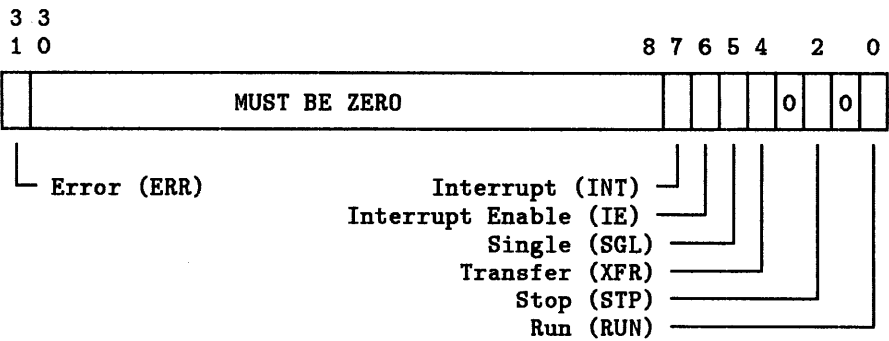 3 3
1 0 8 7 6 5 4 2 0
MUST BE ZERO 0 0
Error (ERR) Interrupt (INT)
Interrupt Enable (IE)
Single (SGL)
Transfer (XFR)
Stop (STP)
Run (RUN)